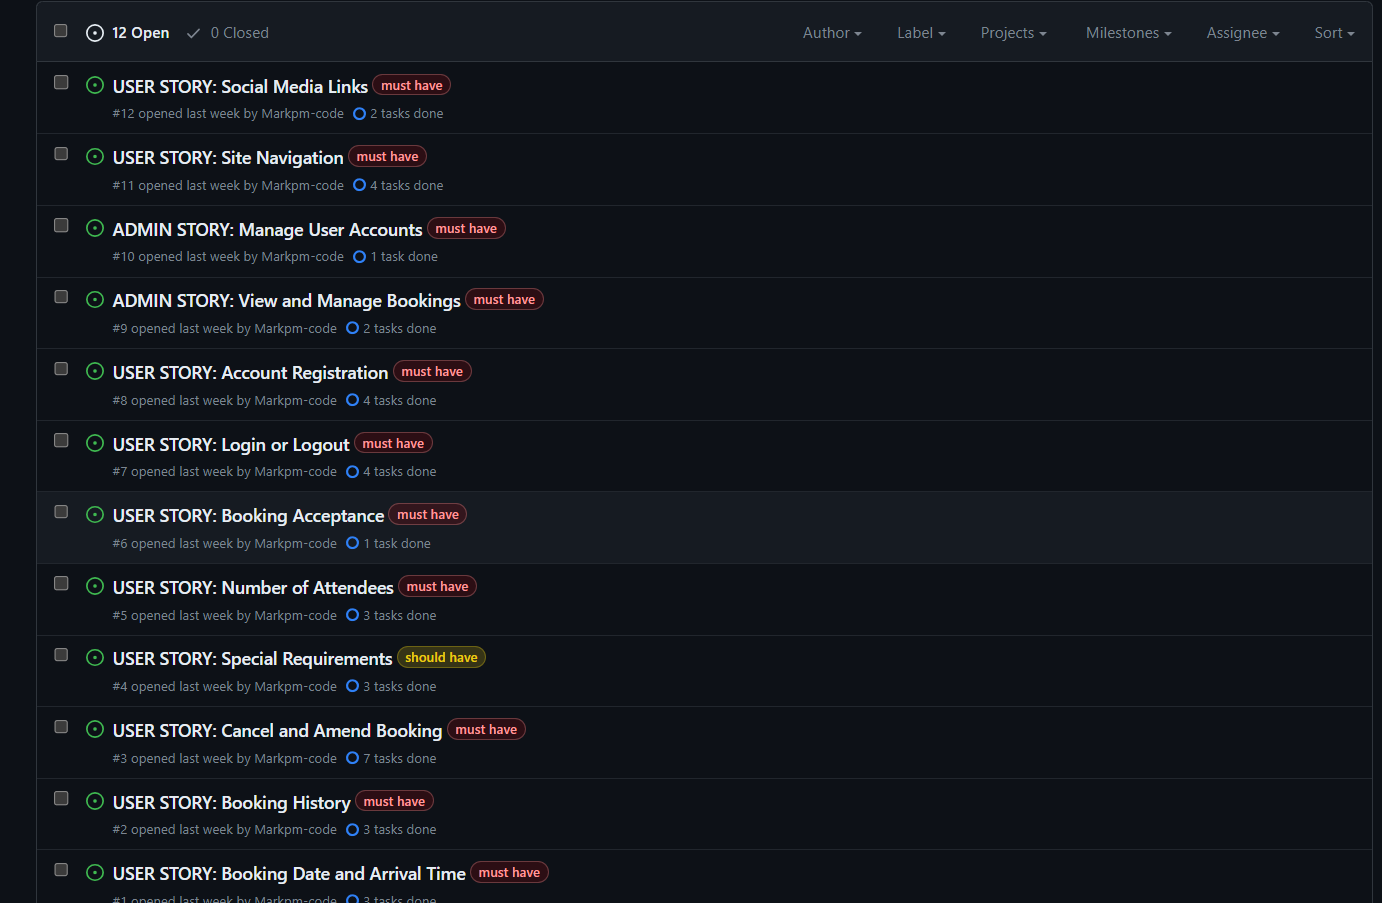 12 Open 0 Closed Author Label Projects Milestones Assignee Sort
USER STORY: Social Media Links must have
#12 opened last week by Markpm-code 2 tasks done
USER STORY: Site Navigation must have
#11 opened last week by Markpm-code 4 tasks done
ADMIN STORY: Manage User Accounts must have
#10 opened last week by Markpm-code 1 task done
ADMIN STORY: View and Manage Bookings must have
#9 opened last week by Markpm-code 2 tasks done
USER STORY: Account Registration must have
#8 opened last week by Markpm-code 4 tasks done
USER STORY: Login or Logout must have
#7 opened last week by Markpm-code 4 tasks done
USER STORY: Booking Acceptance must have
#6 opened last week by Markpm-code 1 task done
USER STORY: Number of Attendees must have
#5 opened last week by Markpm-code 3 tasks done
USER STORY: Special Requirements should have
#4 opened last week by Markpm-code 3 tasks done
USER STORY: Cancel and Amend Booking must have
#3 opened last week by Markpm-code 7 tasks done
USER STORY: Booking History must have
#2 opened last week by Markpm-code 3 tasks done
USER STORY: Booking Date and Arrival Time must have
#1 opened last week by Markpm-code 3 tasks done